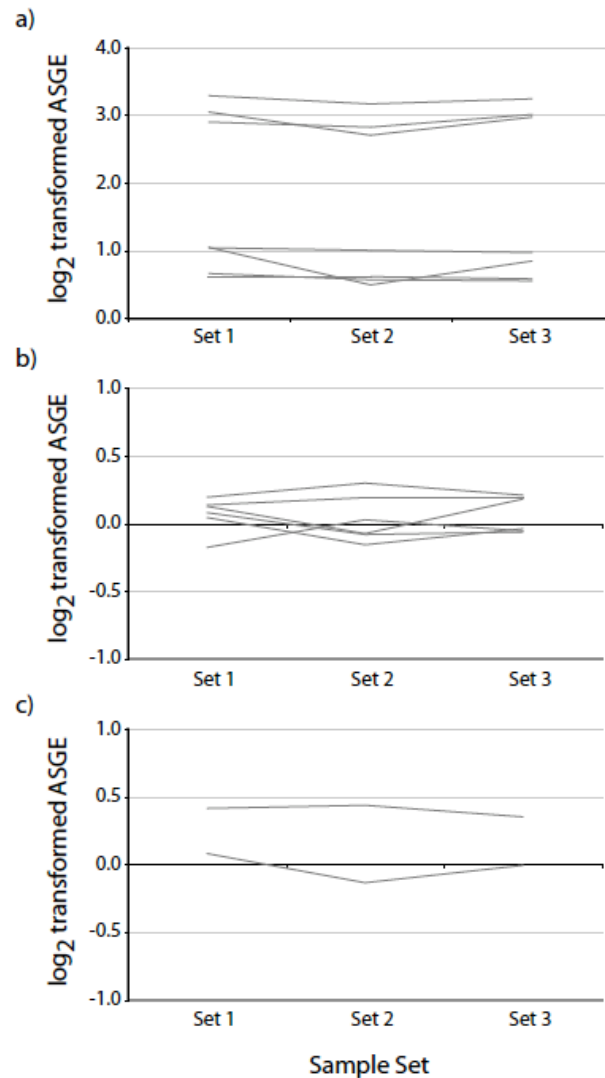 a)
log2 transformed ASGE
4.0
3.0
2.0
1.0
0.0
Set 1 Set 2 Set 3
b)
log2 transformed ASGE
1.0
0.5
0.0
-0.5
-1.0
Set 1 Set 2 Set 3
c)
log2 transformed ASGE
1.0
0.5
0.0
-0.5
-1.0
Set 1 Set 2 Set 3
Sample Set